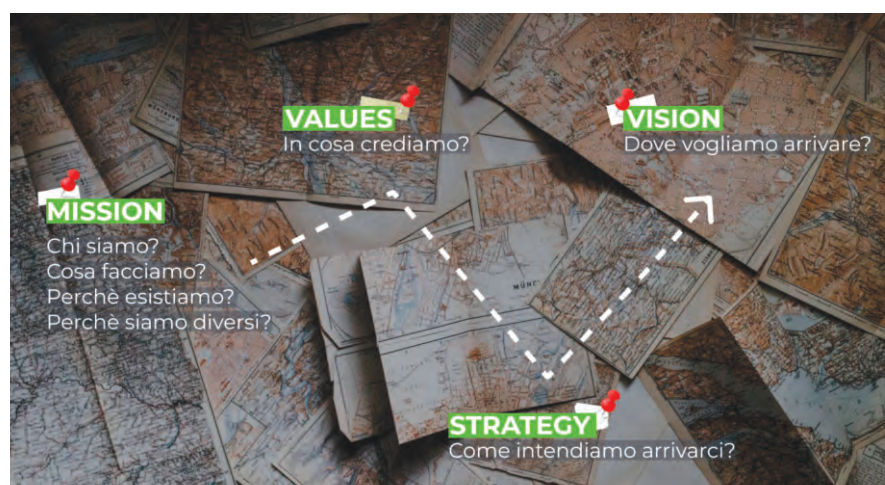 MISSION
Chi siamo?
Cosa facciamo?
Perchè esistiamo?
Perchè siamo diversi?
VALUES
In cosa crediamo?
STRATEGY
Come intendiamo arrivarci?
VISION
Dove vogliamo arrivare?